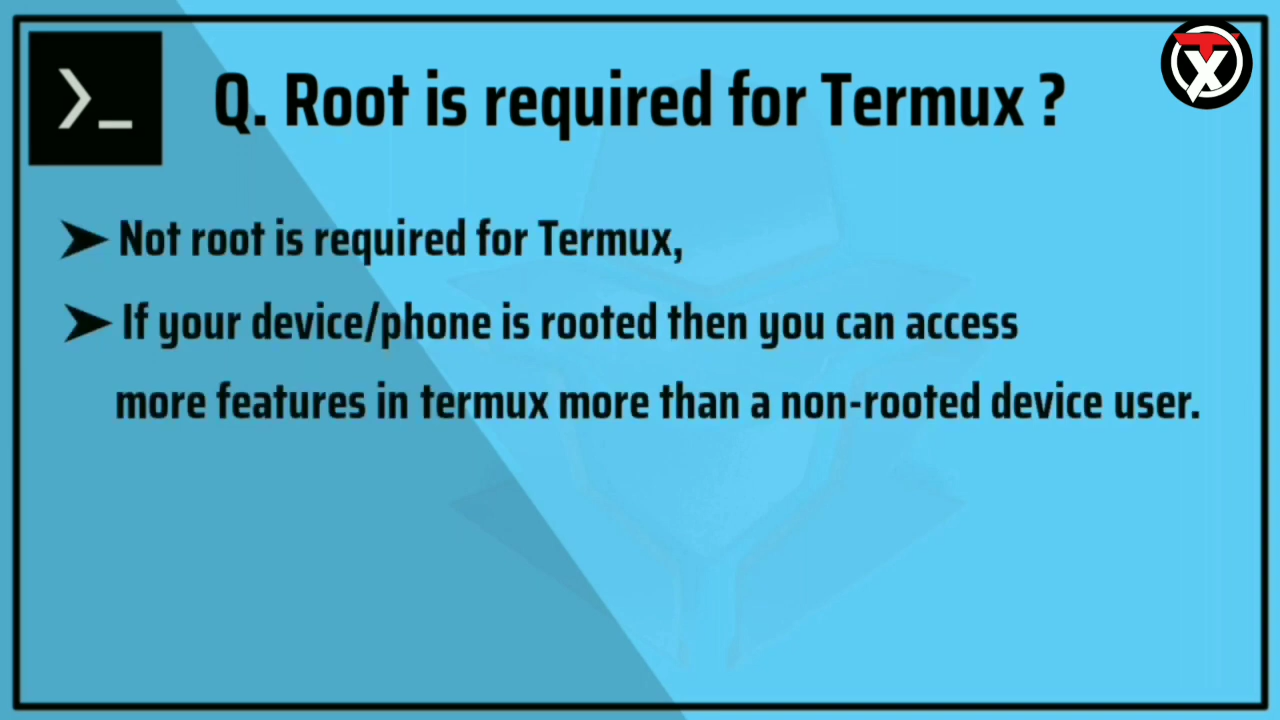 Q. Root is required for Termux ?
➤ Not root is required for Termux,
➤ If your device/phone is rooted then you can access
more features in termux more than a non-rooted device user.